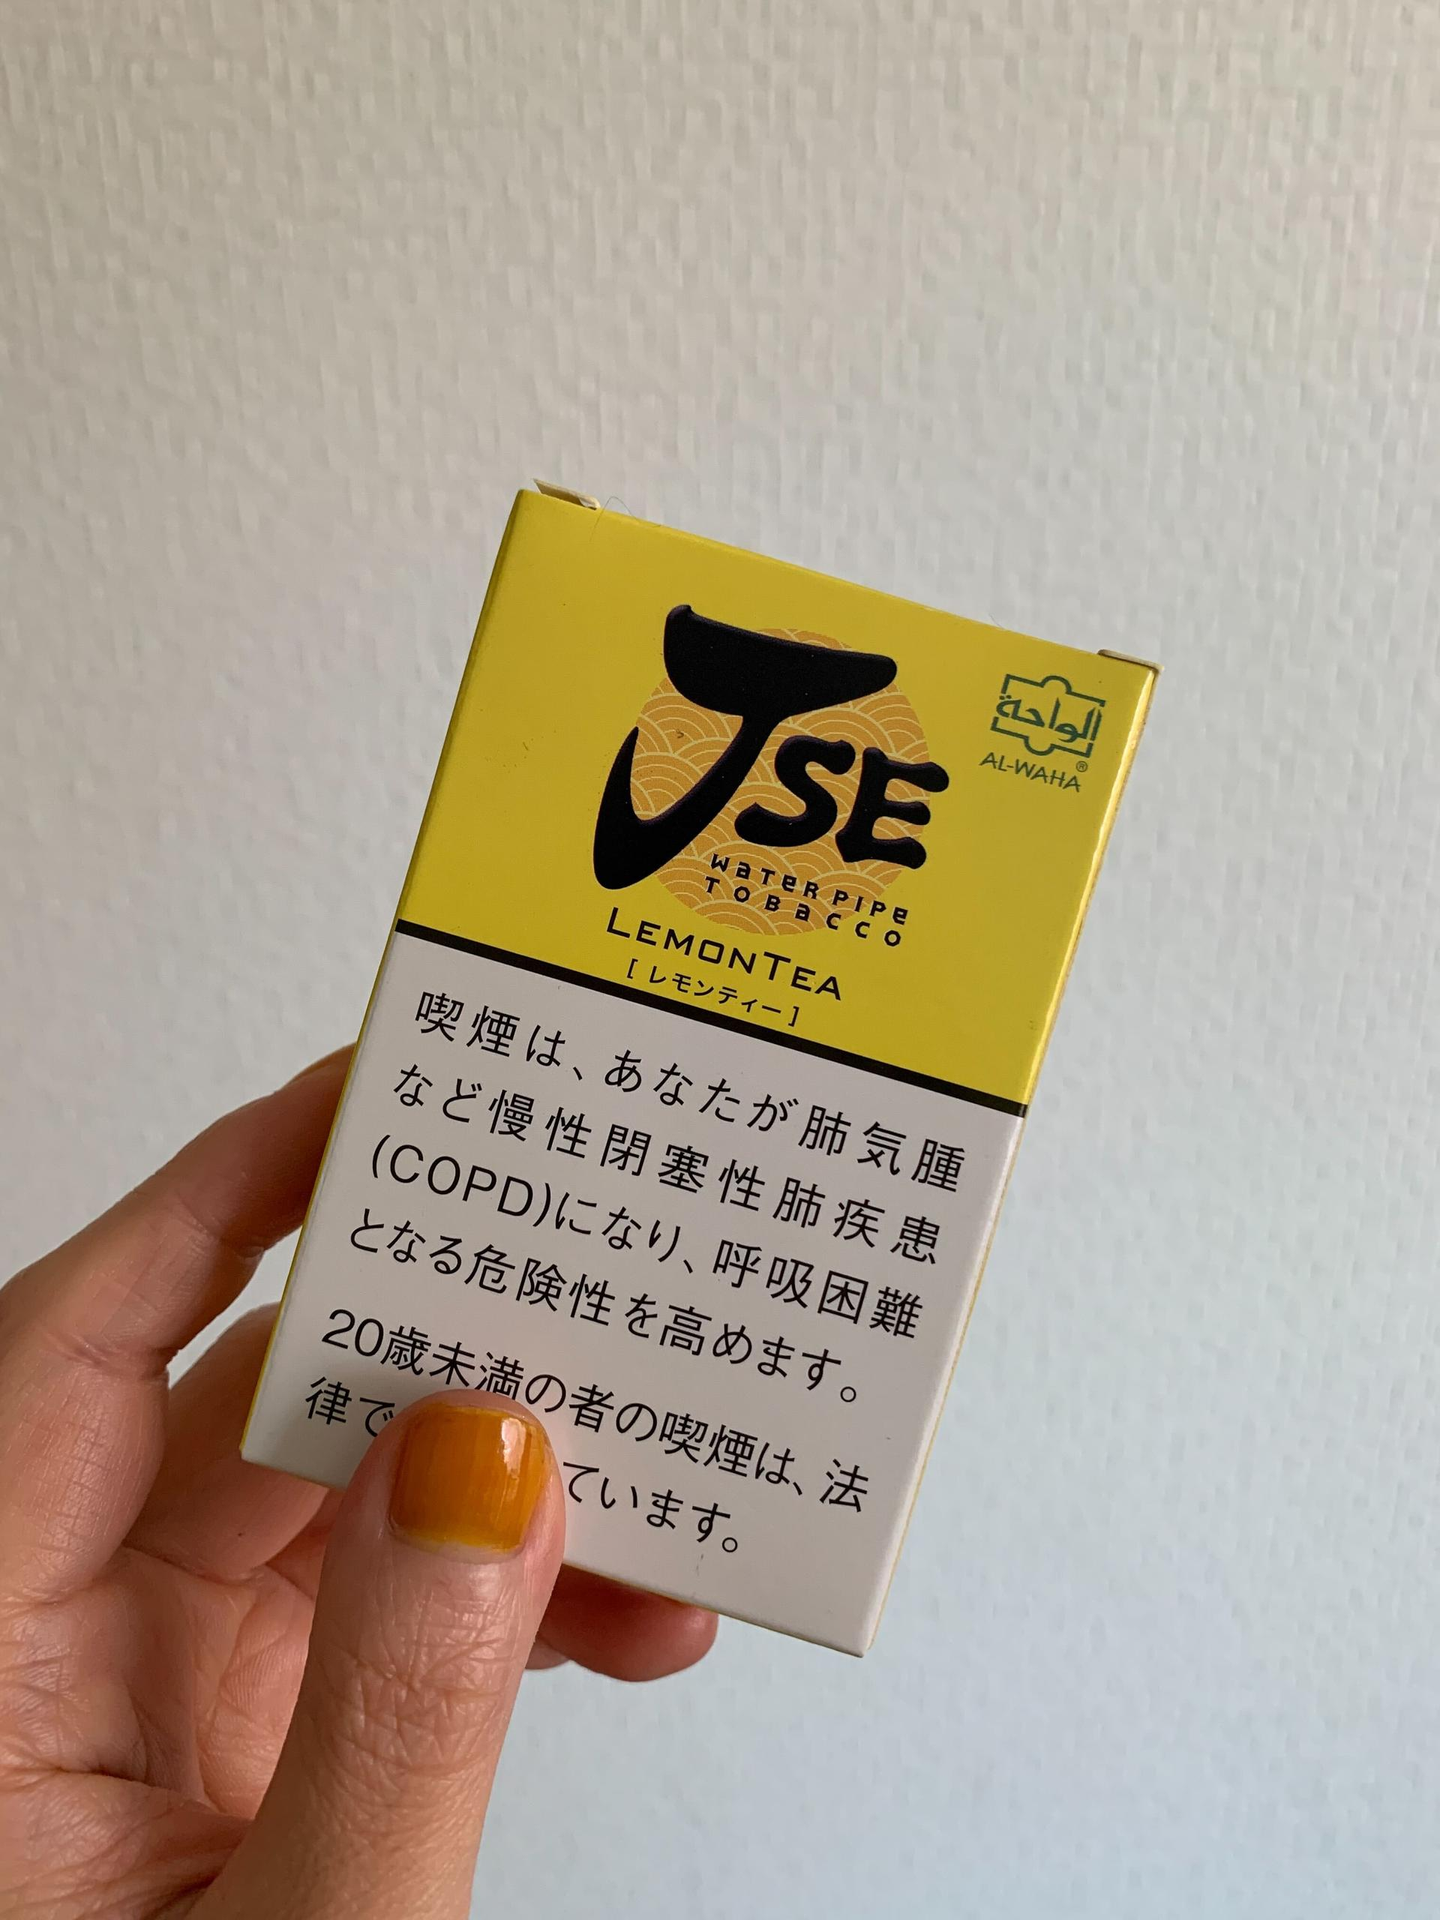 JSE
WATERPIPE
TOBACCO
الواحة
AL-WAHA®
LEMONTEA
[レモンティー]
喫煙は、あなたが肺気腫
など慢性閉塞性肺疾患
(COPD)になり、呼吸困難
となる危険性を高めます。
20歳未満の者の喫煙は、法
律で ています。